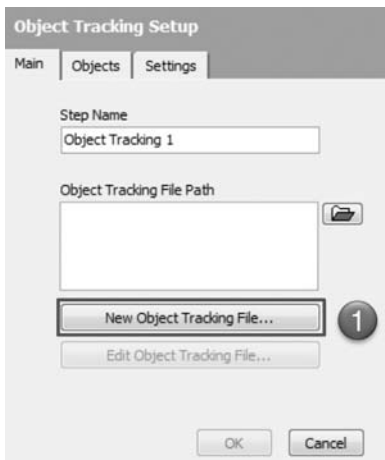 Object Tracking Setup
Main Objects Settings
Step Name
Object Tracking 1
Object Tracking File Path
New Object Tracking File...
1
Edit Object Tracking File...
OK Cancel